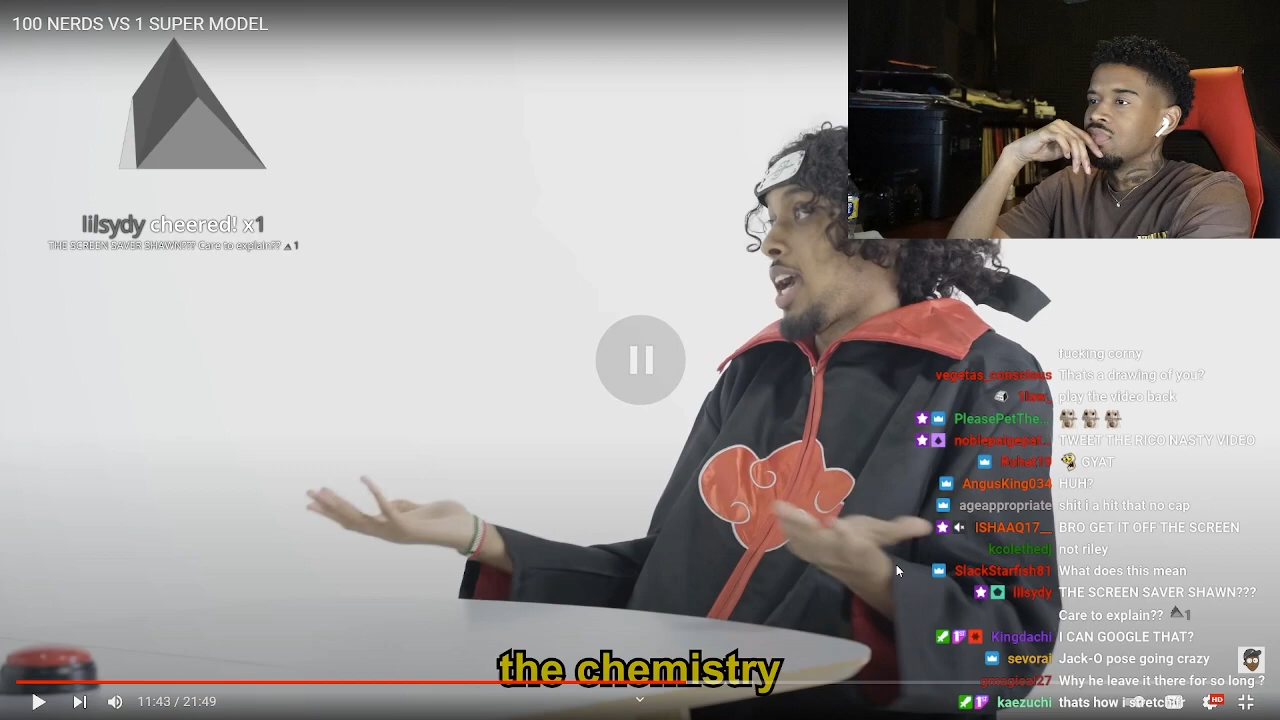 100 NERDS VS 1 SUPER MODEL
lilsydy cheered! x1
THE SCREEN SAVER SHAWN??? Care to explain?? 1
fucking corny
vegetas_conscious Thats a drawing of you?
play the video back
PleasePetThe...
TWEET THE RICO NASTY VIDEO
GYAT
AngusKing034 HUH?
ageappropriate shit i a hit that no cap
ISHAAQ17__ BRO GET IT OFF THE SCREEN
kcolethedj not riley
SlackStarfish81 What does this mean
lilsydy THE SCREEN SAVER SHAWN???
Care to explain?? 1
Kingdachi I CAN GOOGLE THAT?
sevorai Jack-O pose going crazy
Why he leave it there for so long ?
kaezuchi thats how i stretch
the chemistry
11:43 / 21:49
HD